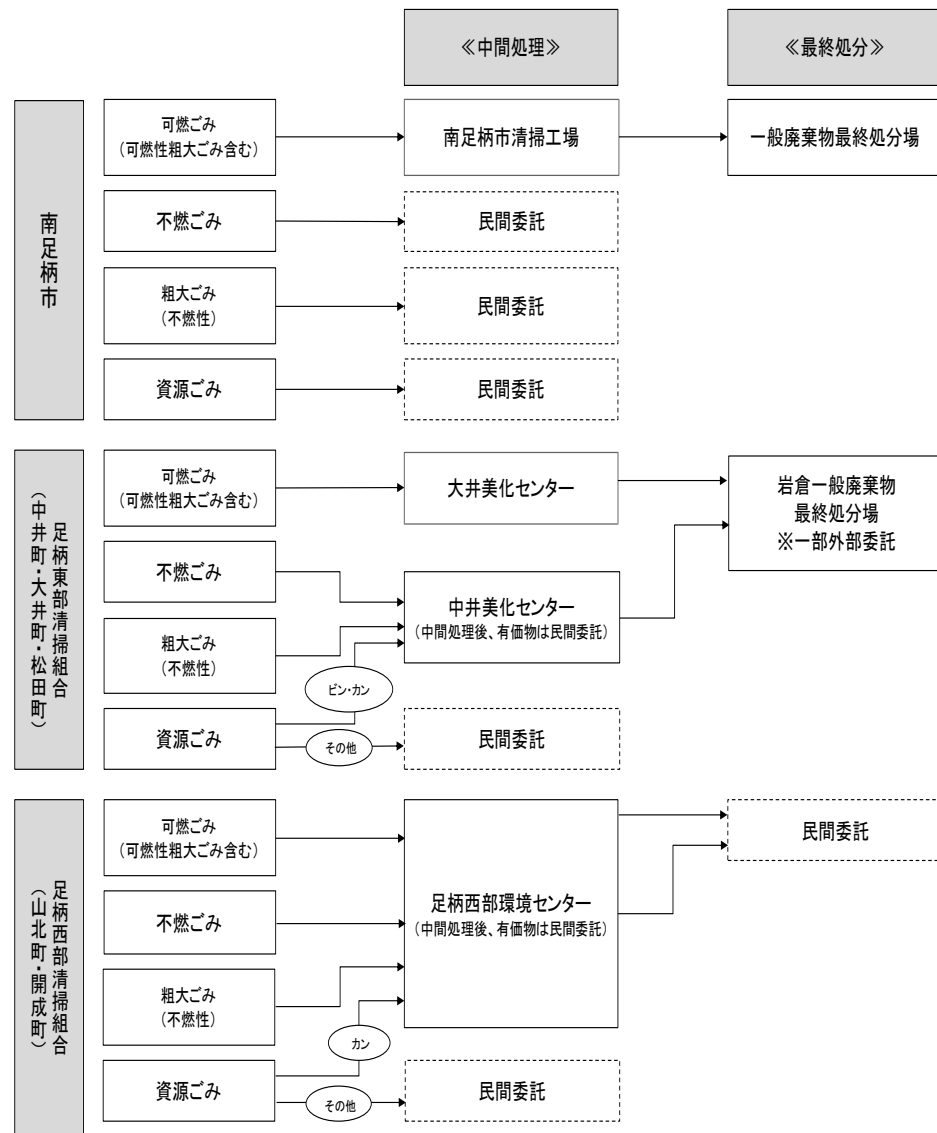 ≪中間処理≫
≪最終処分≫
南足柄市
可燃ごみ
(可燃性粗大ごみ含む)
南足柄市清掃工場
一般廃棄物最終処分場
不燃ごみ
民間委託
粗大ごみ
(不燃性)
民間委託
資源ごみ
民間委託
足柄東部清掃組合
(中井町・大井町・松田町)
可燃ごみ
(可燃性粗大ごみ含む)
大井美化センター
岩倉一般廃棄物
最終処分場
※一部外部委託
不燃ごみ
中井美化センター
(中間処理後、有価物は民間委託)
粗大ごみ
(不燃性)
ビン・カン
資源ごみ
その他
民間委託
足柄西部清掃組合
(山北町・開成町)
可燃ごみ
(可燃性粗大ごみ含む)
民間委託
不燃ごみ
足柄西部環境センター
(中間処理後、有価物は民間委託)
粗大ごみ
(不燃性)
カン
資源ごみ
その他
民間委託